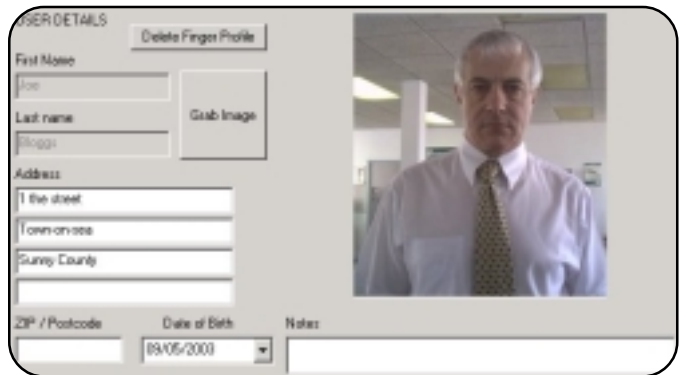 USER DETAILS
Delete Finger Profile
First Name
Joe
Grab Image
Last name
Bloggs
Address
1 the street
Town-on-sea
Sunny County
ZIP / Postcode
Date of Birth
Notes
09/05/2003